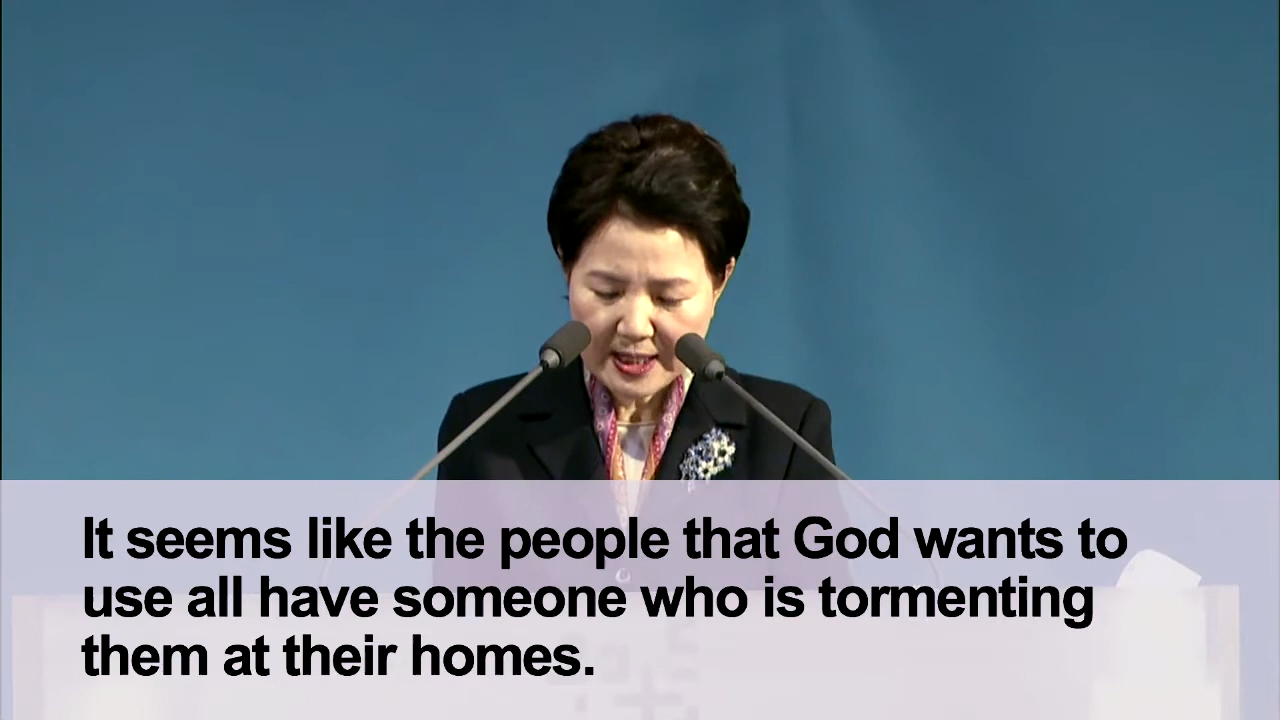 It seems like the people that God wants to
use all have someone who is tormenting
them at their homes.